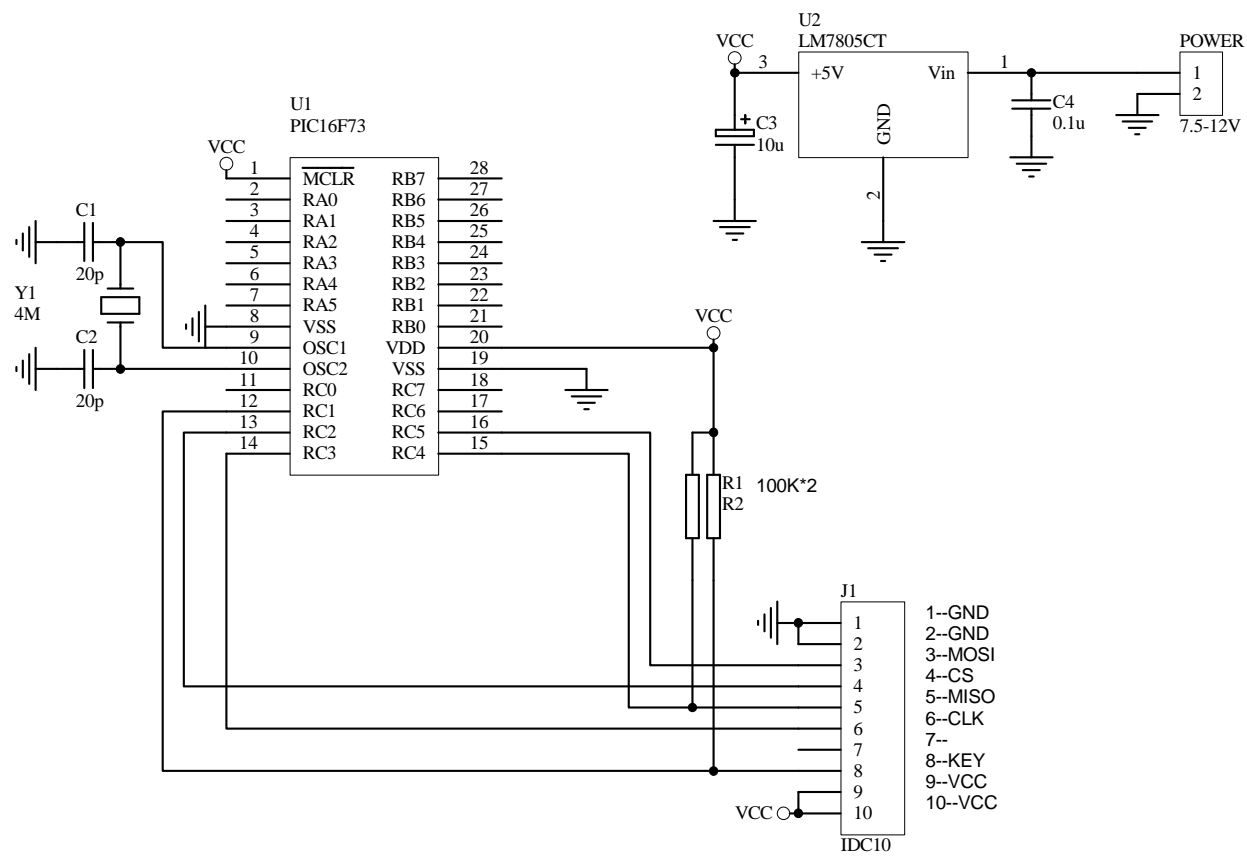 U2
LM7805CT
VCC
3
+5V
Vin
1
GND
2
C3
10u
+
C4
0.1u
POWER
1
2
7.5-12V
U1
PIC16F73
VCC
1 MCLR RB7 28
2 RA0 RB6 27
3 RA1 RB5 26
4 RA2 RB4 25
5 RA3 RB3 24
6 RA4 RB2 23
7 RA5 RB1 22
8 VSS RB0 21
9 OSC1 VDD 20
10 OSC2 VSS 19
11 RC0 RC7 18
12 RC1 RC6 17
13 RC2 RC5 16
14 RC3 RC4 15
C1
20p
Y1
4M
C2
20p
VCC
R1 100K*2
R2
J1
1 1--GND
2 2--GND
3 3--MOSI
4 4--CS
5 5--MISO
6 6--CLK
7 7--
8 8--KEY
9 9--VCC
10 10--VCC
VCC
IDC10